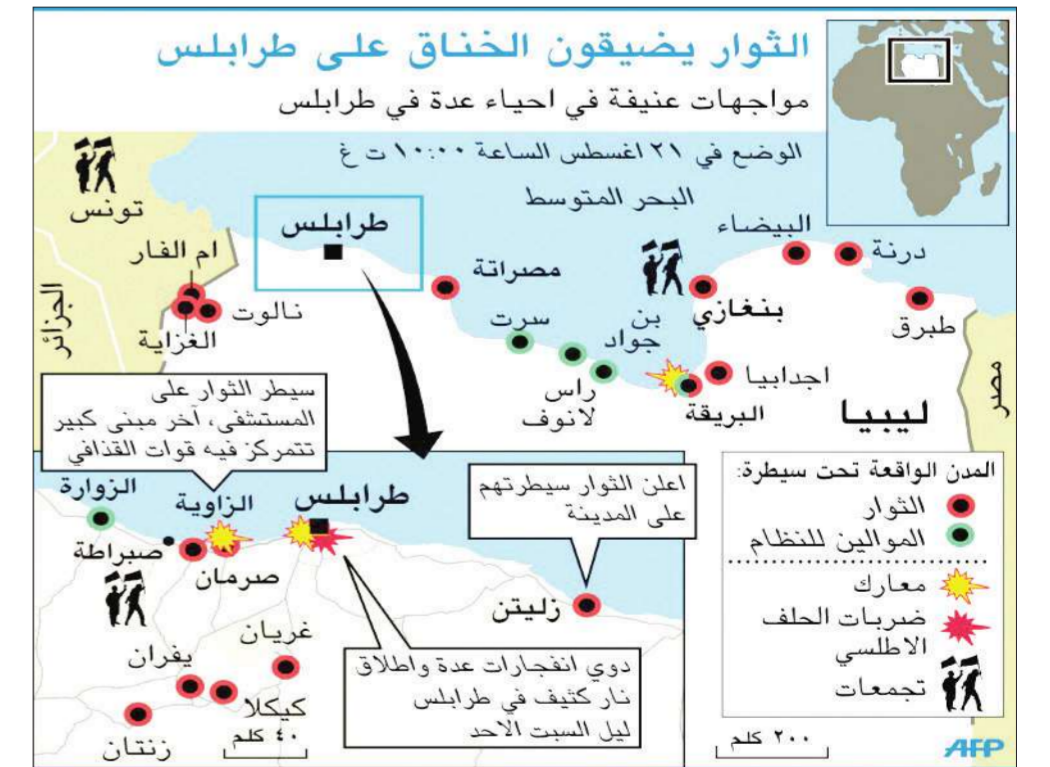 الثوار يضيقون الخناق على طرابلس
مواجهات عنيفة في احياء عدة في طرابلس
الوضع في ٢١ اغسطس الساعة ١٠:٠٠ ت غ
البحر المتوسط
تونس
الجزائر
طرابلس
ام الفار
نالوت
الغزاية
مصراتة
سرت
بن
جواد
راس
لانوف
بنغازي
البيضاء
درنة
طبرق
اجدابيا
البريقة
ليبيا
مصر
سيطر الثوار على
المستشفى، آخر مبنى كبير
تتمركز فيه قوات القذافي
الزوارة
الزاوية
طرابلس
صبراطة
صرمان
اعلن الثوار سيطرتهم
على المدينة
زليتن
غريان
يفران
كيكلا
زنتان
٤٠ كلم
دوي انفجارات عدة واطلاق
نار كثيف في طرابلس
ليل السبت الاحد
المدن الواقعة تحت سيطرة:
الثوار
الموالين للنظام
معارك
ضربات الحلف
الاطلسي
تجمعات
٢٠٠ كلم
AFP